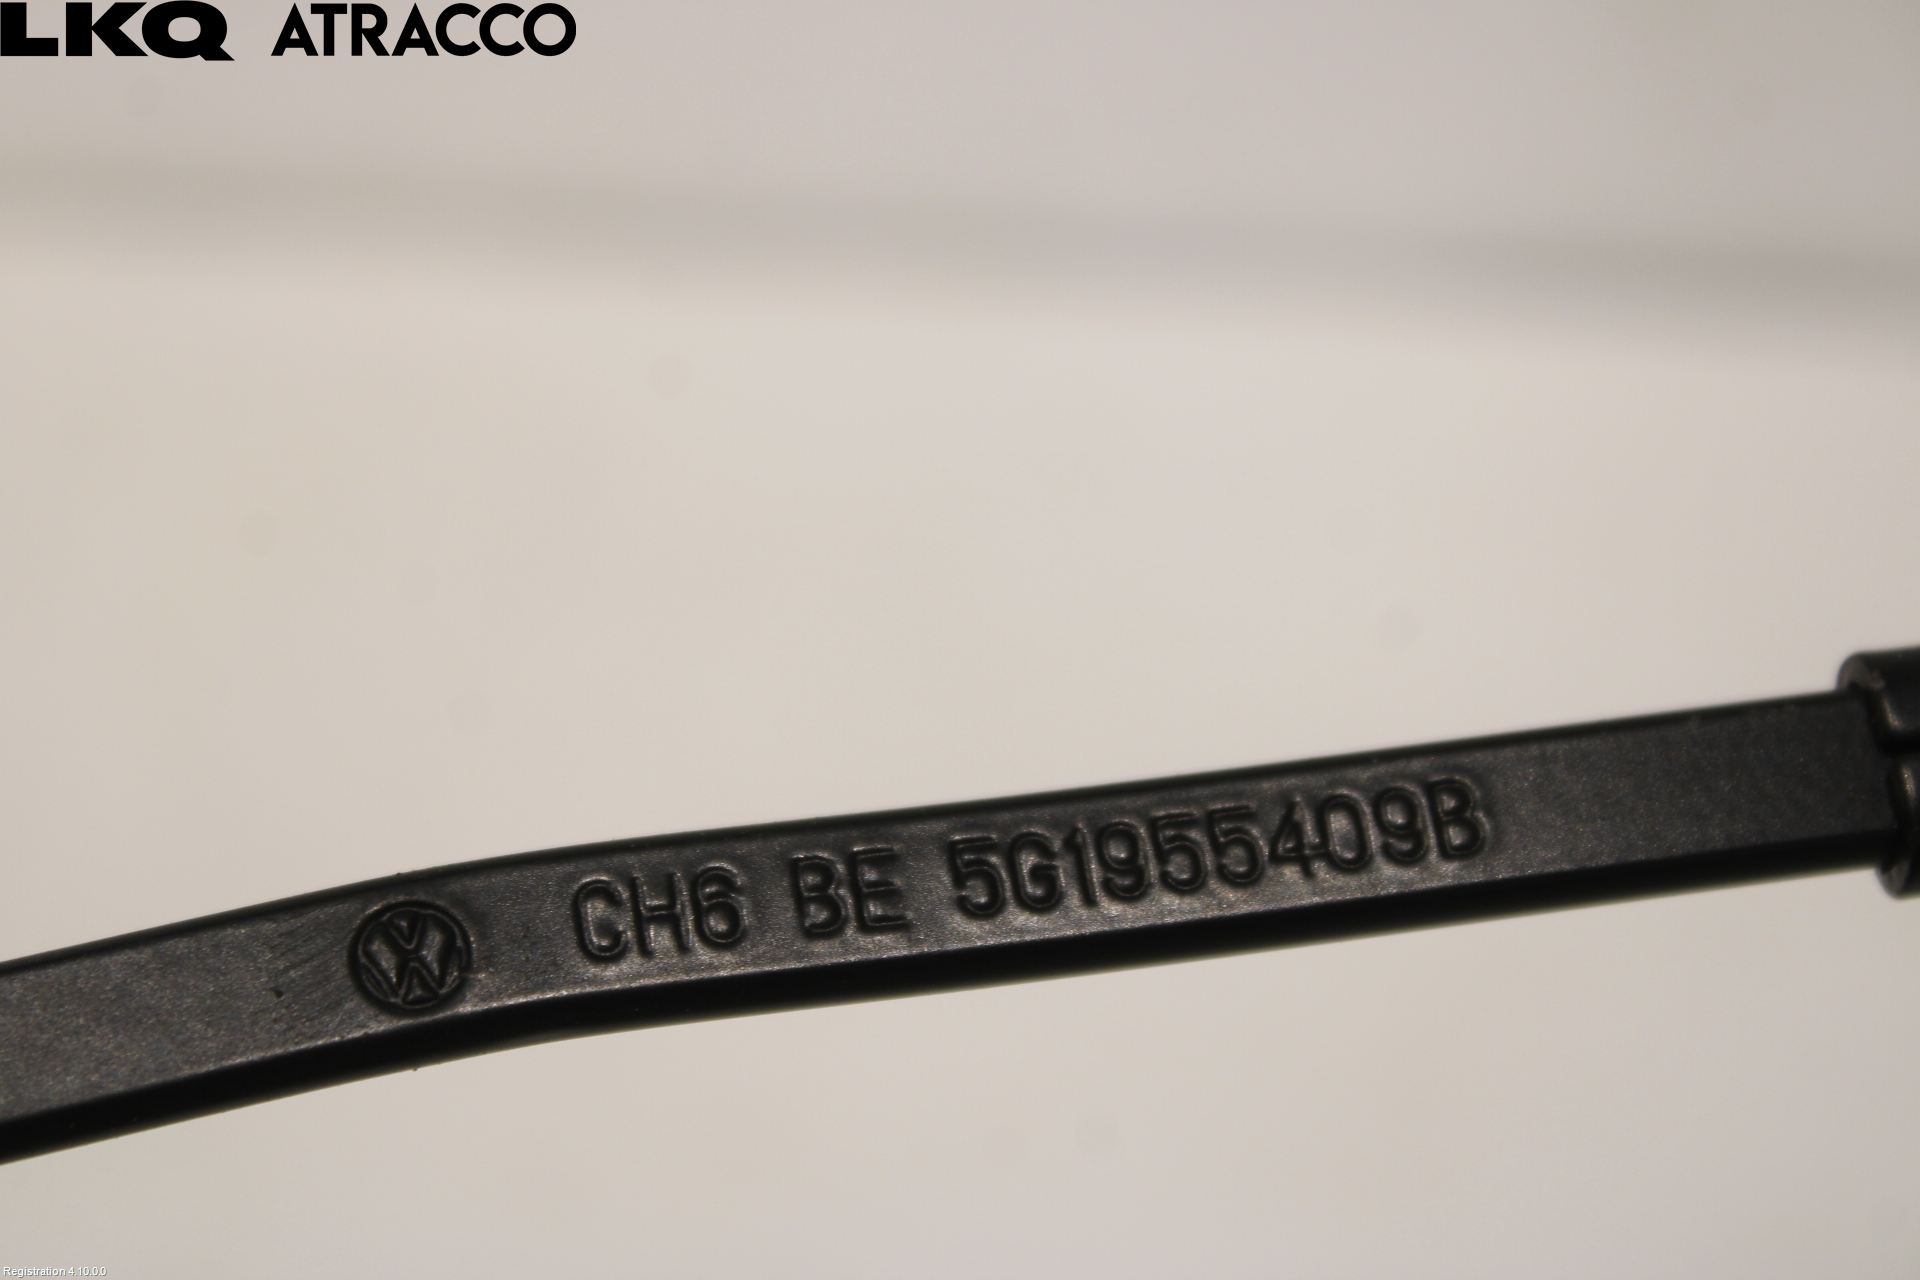 LKQ ATRACCO
CH6 BE 5G1955409B
Registration 4.10.0.0